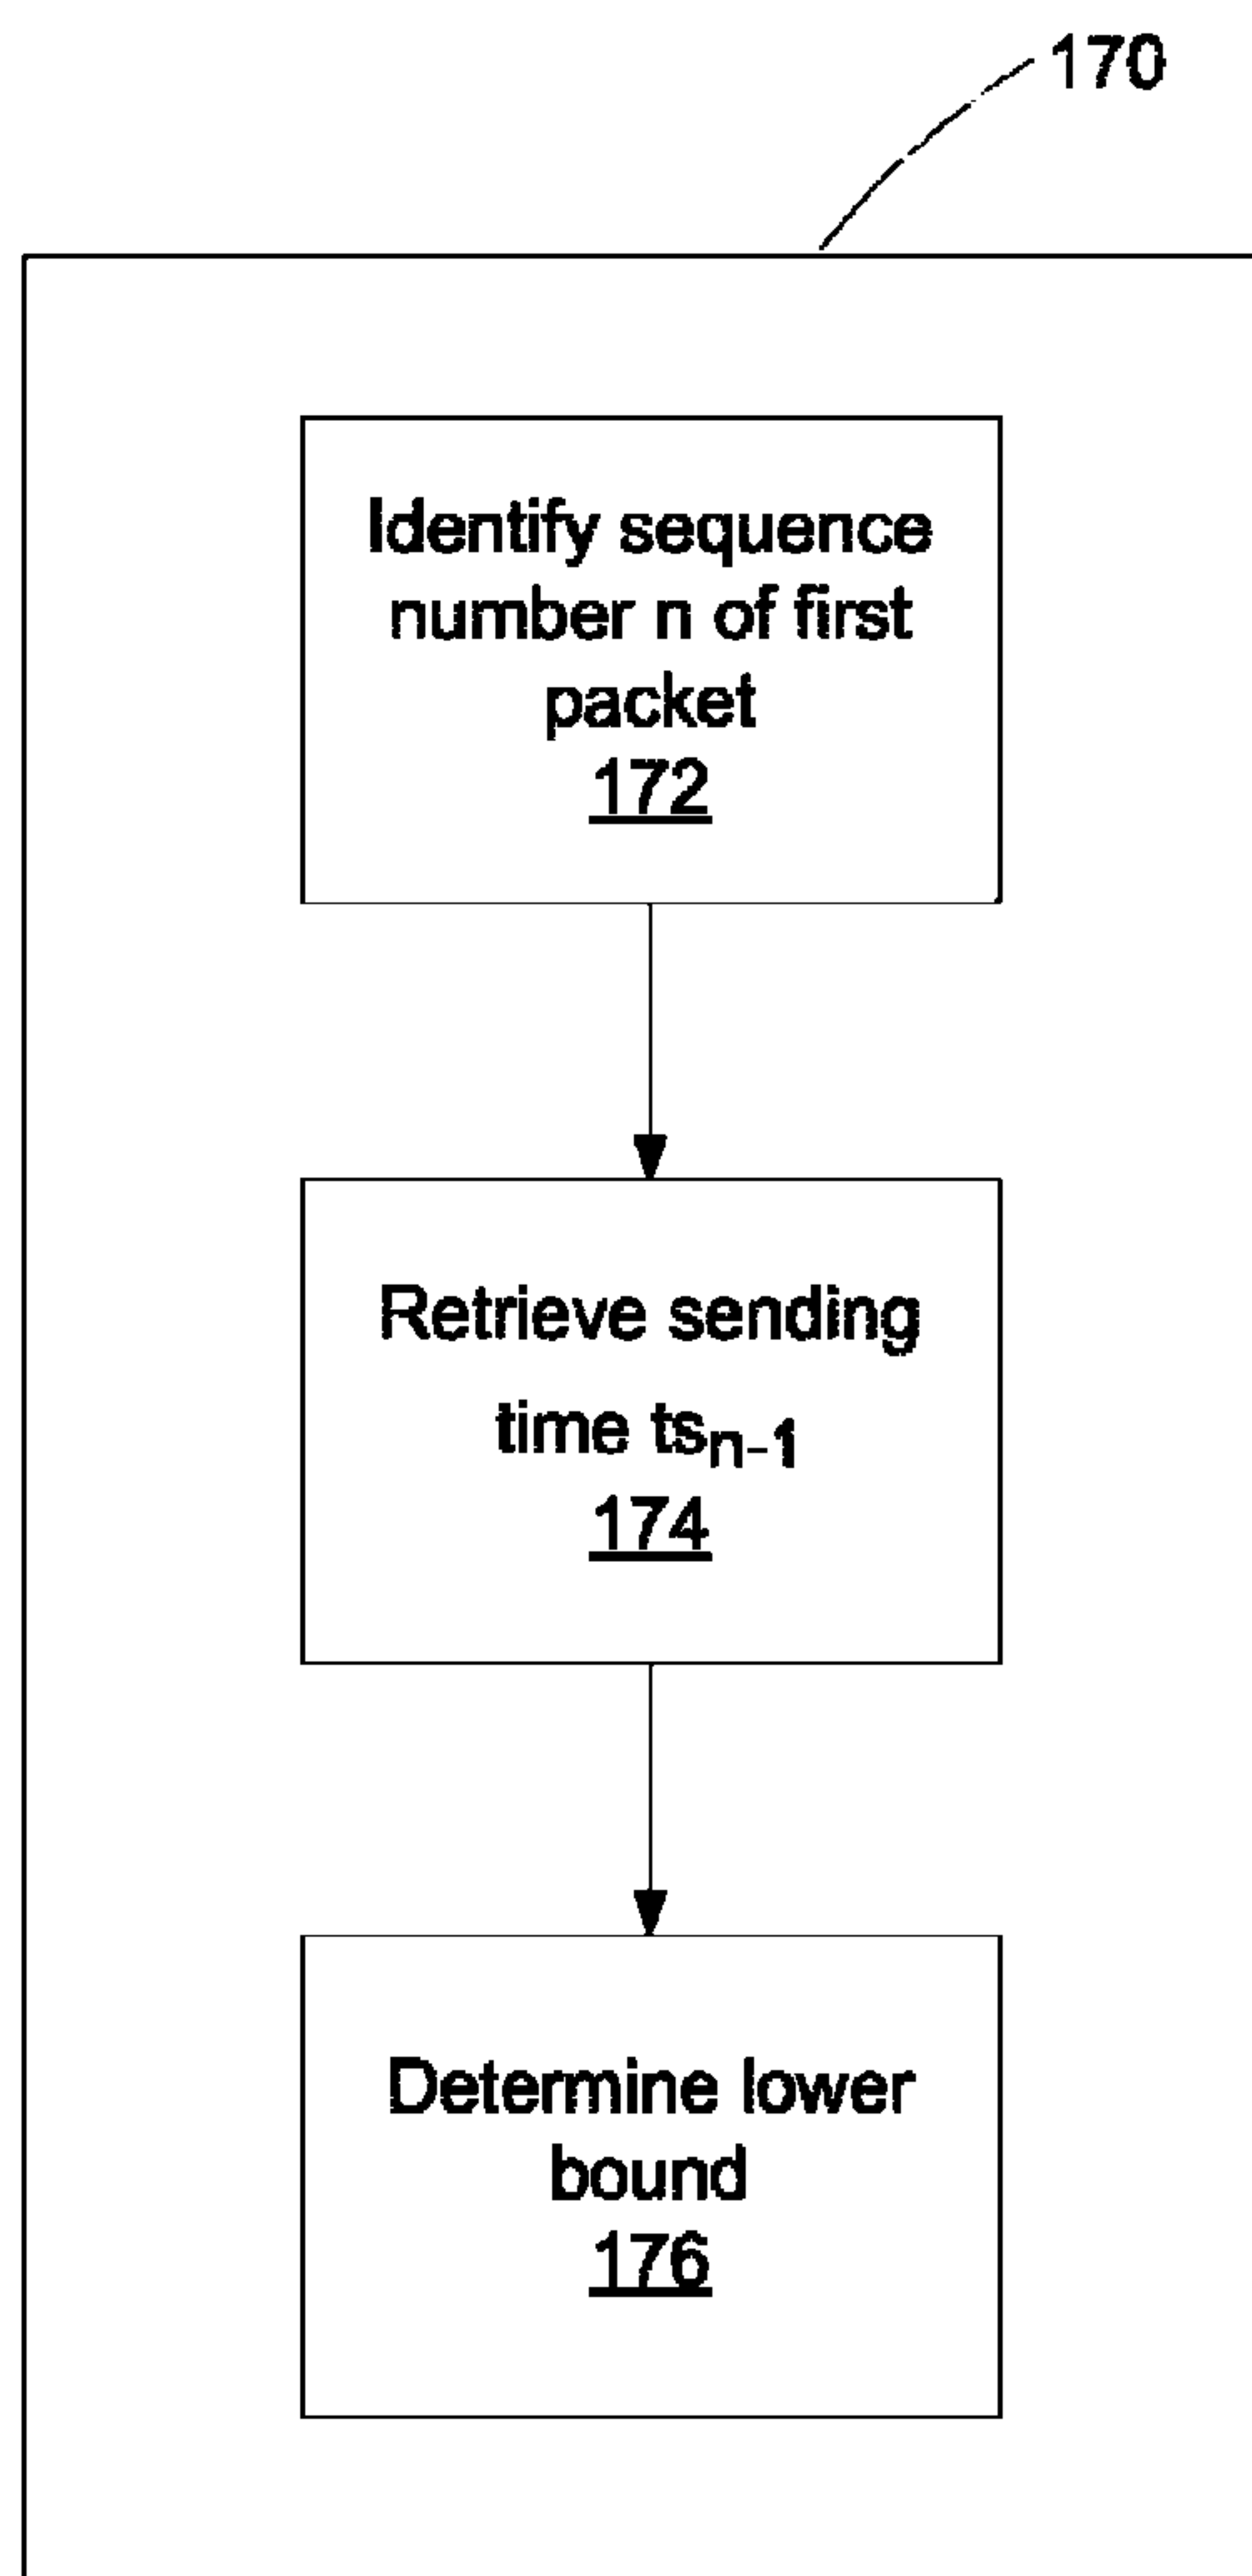 170
Identify sequence
number n of first
packet
172
Retrieve sending
time tsn-1
174
Determine lower
bound
176